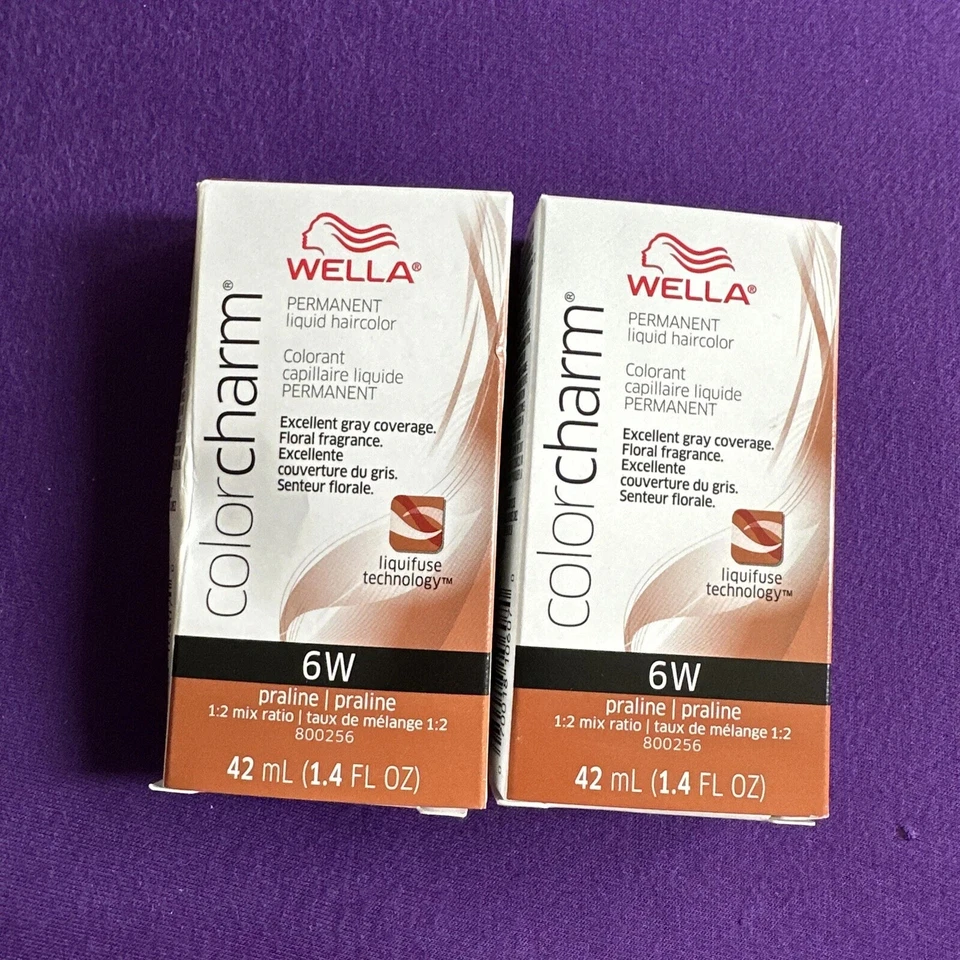 WELLA®
PERMANENT
liquid haircolor
Colorant
capillaire liquide
PERMANENT
Excellent gray coverage.
Floral fragrance.
Excellente
couverture du gris.
Senteur florale.
colorcharm®
liquifuse
technology™
6W
praline | praline
1:2 mix ratio | taux de mélange 1:2
800256
42 mL (1.4 FL OZ)
WELLA®
PERMANENT
liquid haircolor
Colorant
capillaire liquide
PERMANENT
Excellent gray coverage.
Floral fragrance.
Excellente
couverture du gris.
Senteur florale.
colorcharm®
liquifuse
technology™
6W
praline | praline
1:2 mix ratio | taux de mélange 1:2
800256
42 mL (1.4 FL OZ)